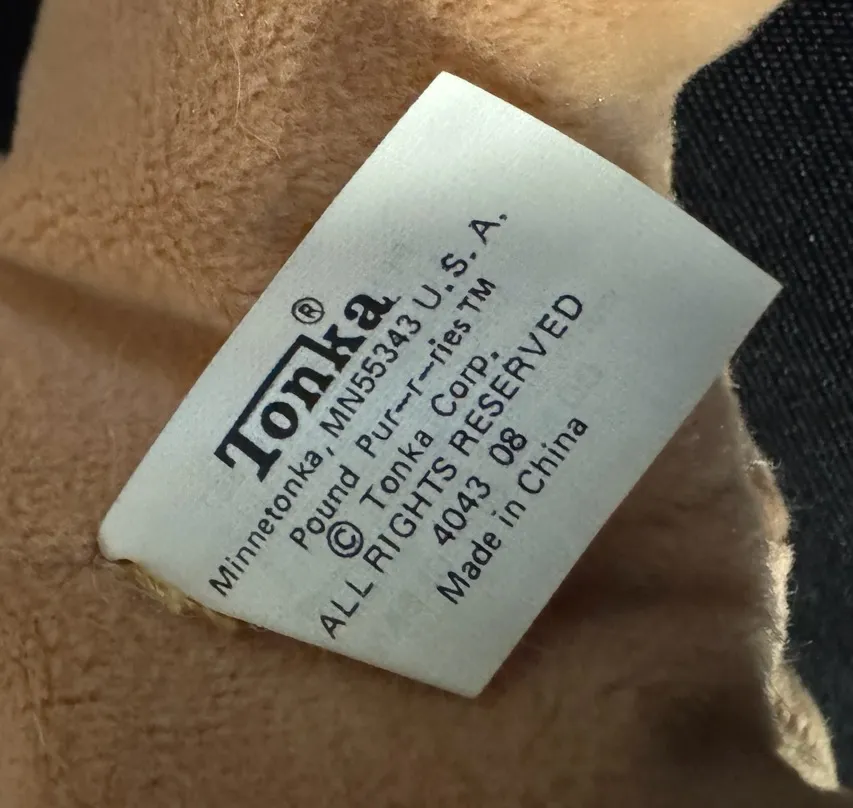 Tonka®
Minnetonka, MN55343 U.S.A.
Pound Pur-r-ries™
© Tonka Corp.
ALL RIGHTS RESERVED
4043 08
Made in China